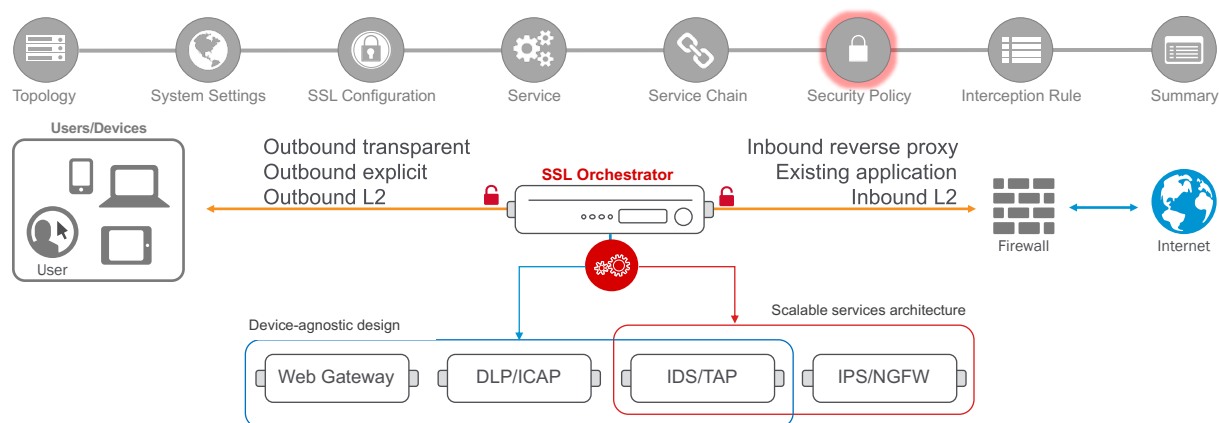 Topology
System Settings
SSL Configuration
Service
Service Chain
Security Policy
Interception Rule
Summary
Users/Devices
User
Outbound transparent
Outbound explicit
Outbound L2
SSL Orchestrator
Inbound reverse proxy
Existing application
Inbound L2
Firewall
Internet
Device-agnostic design
Scalable services architecture
Web Gateway
DLP/ICAP
IDS/TAP
IPS/NGFW